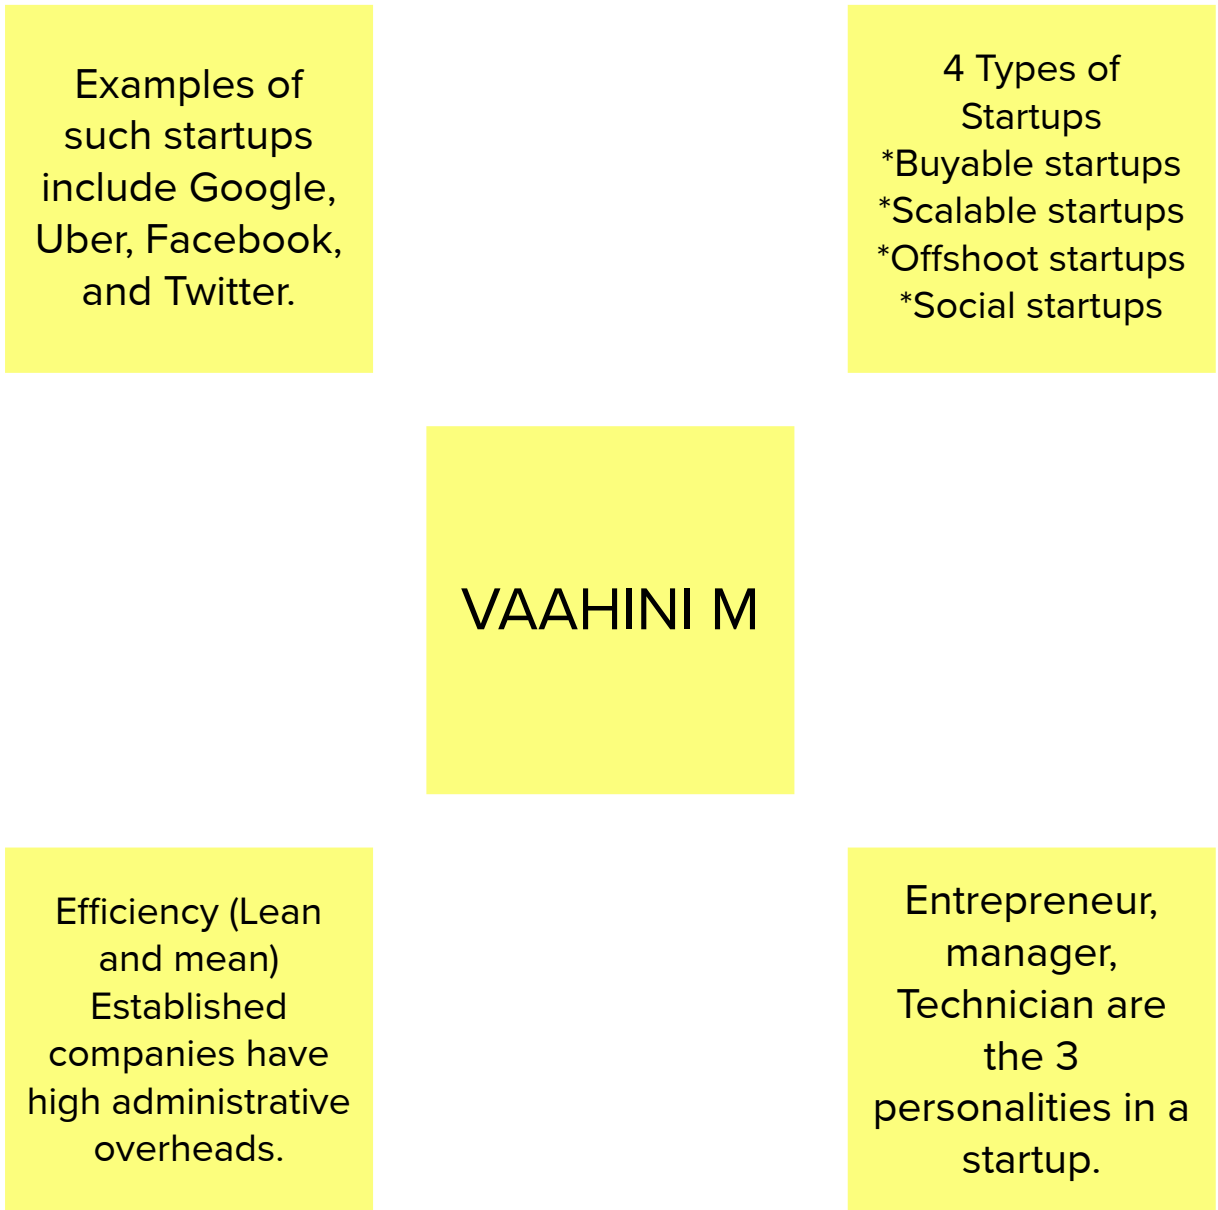 Examples of
such startups
include Google,
Uber, Facebook,
and Twitter.
4 Types of
Startups
*Buyable startups
*Scalable startups
*Offshoot startups
*Social startups
VAAHINI M
Efficiency (Lean
and mean)
Established
companies have
high administrative
overheads.
Entrepreneur,
manager,
Technician are
the 3
personalities in a
startup.